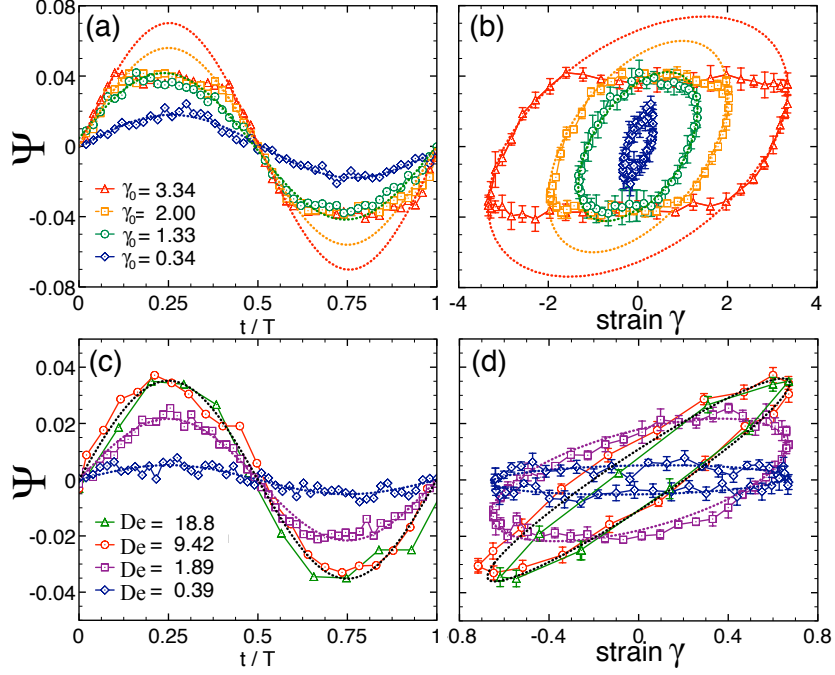 (a)
0.08
0.04
0
-0.04
-0.08
Ψ
γ0 = 3.34
γ0 = 2.00
γ0 = 1.33
γ0 = 0.34
0 0.25 0.5 0.75 1
t / T
(b)
-4 -2 0 2 4
strain γ
(c)
0.04
0.02
0
-0.02
-0.04
Ψ
De = 18.8
De = 9.42
De = 1.89
De = 0.39
0 0.25 0.5 0.75 1
t / T
(d)
0.8 -0.4 0 0.4 0.8
strain γ